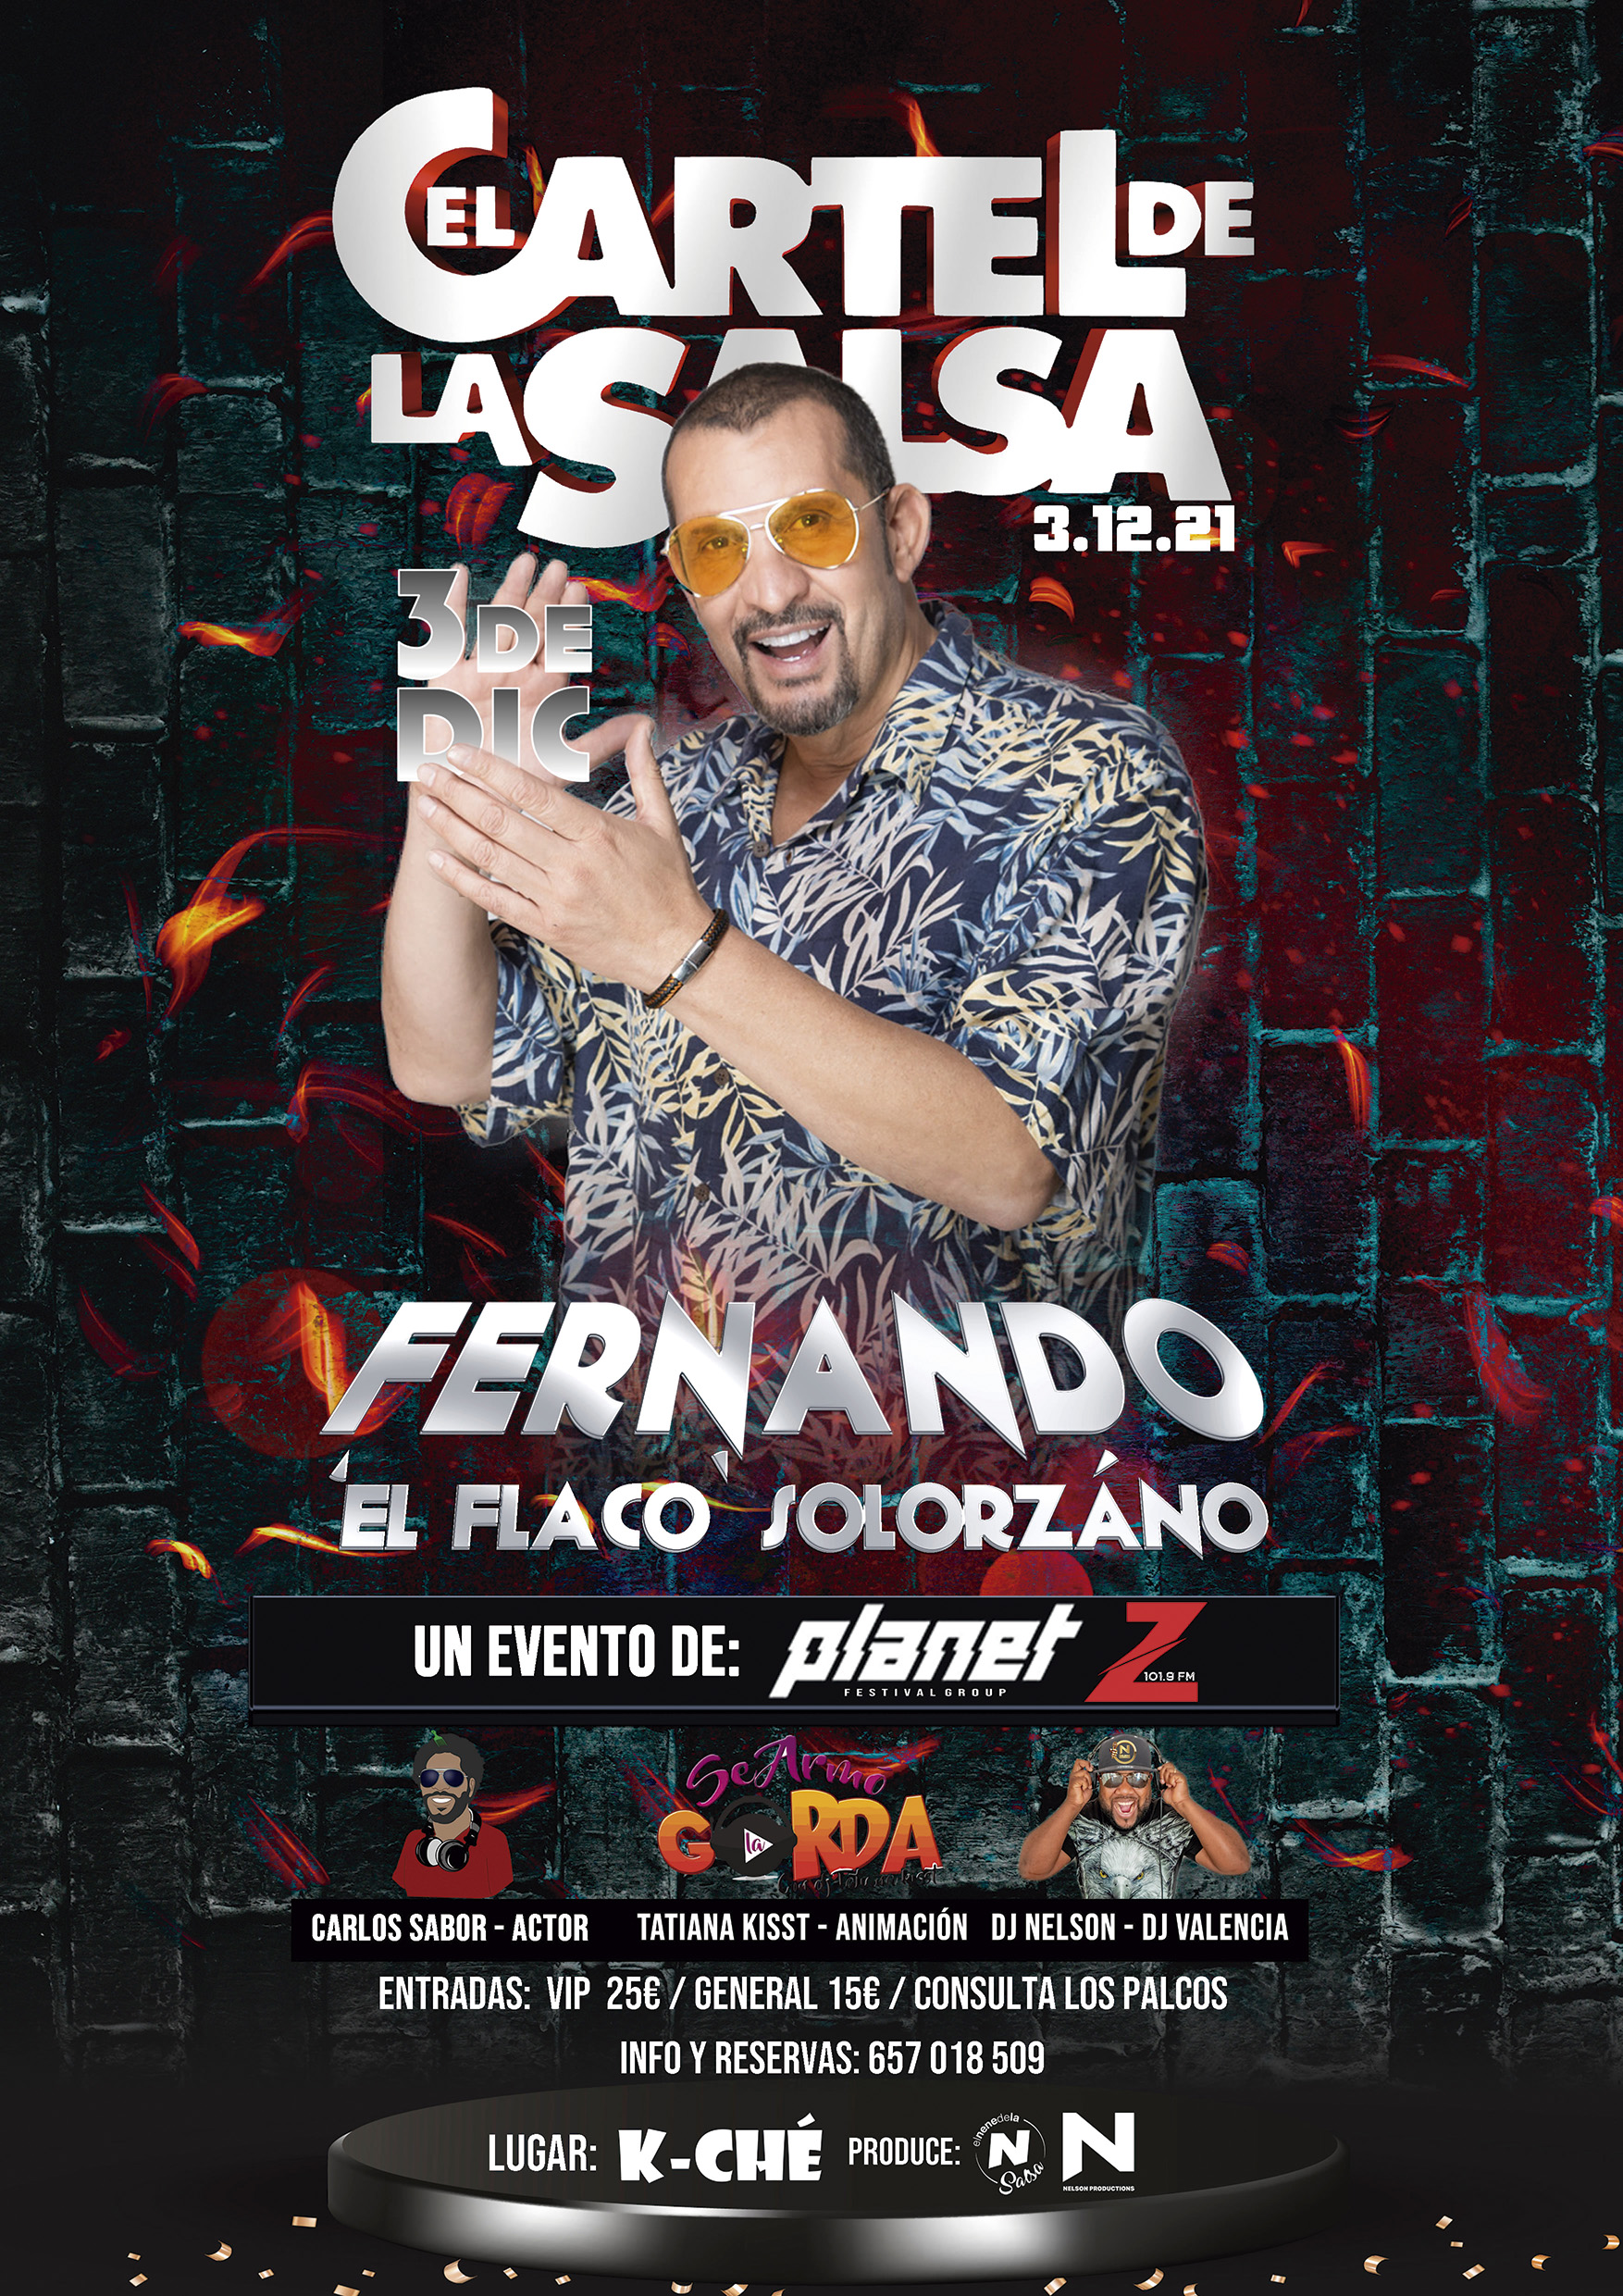 EL CARTEL DE
LA SALSA
3.12.21
3 DE
DIC
FERNANDO
EL FLACO SOLORZANO
UN EVENTO DE: planet Z
FESTIVAL GROUP
101.9 FM
Se Armo
la GORDA
CARLOS SABOR - ACTOR TATIANA KISST - ANIMACIÓN DJ NELSON - DJ VALENCIA
ENTRADAS: VIP 25€ / GENERAL 15€ / CONSULTA LOS PALCOS
INFO Y RESERVAS: 657 018 509
LUGAR: K-CHÉ PRODUCE: elnenedela N Salsa N
NELSON PRODUCTIONS